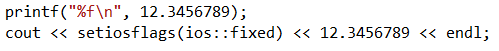 printf("%f\n", 12.3456789);
cout << setiosflags(ios::fixed) << 12.3456789 << endl;